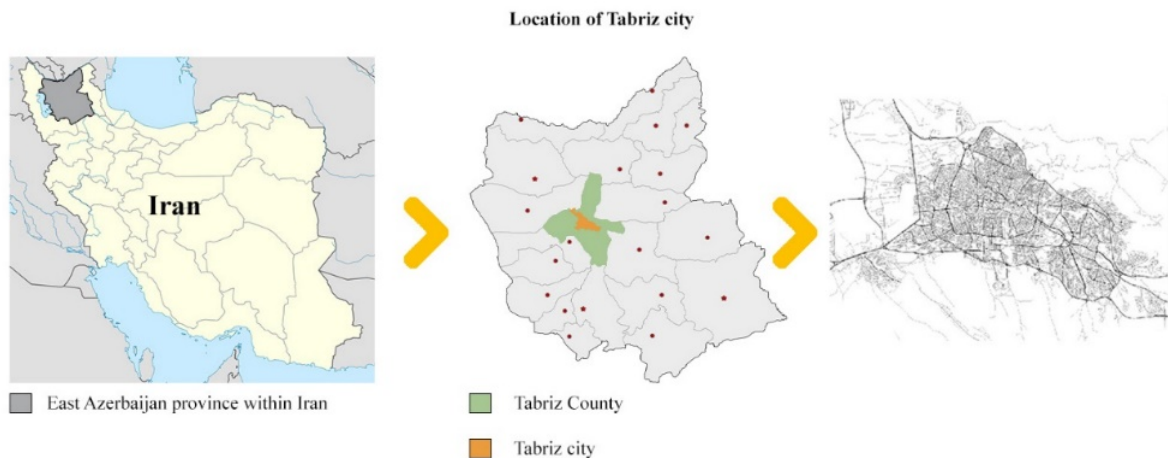 Location of Tabriz city
Iran
East Azerbaijan province within Iran
Tabriz County
Tabriz city